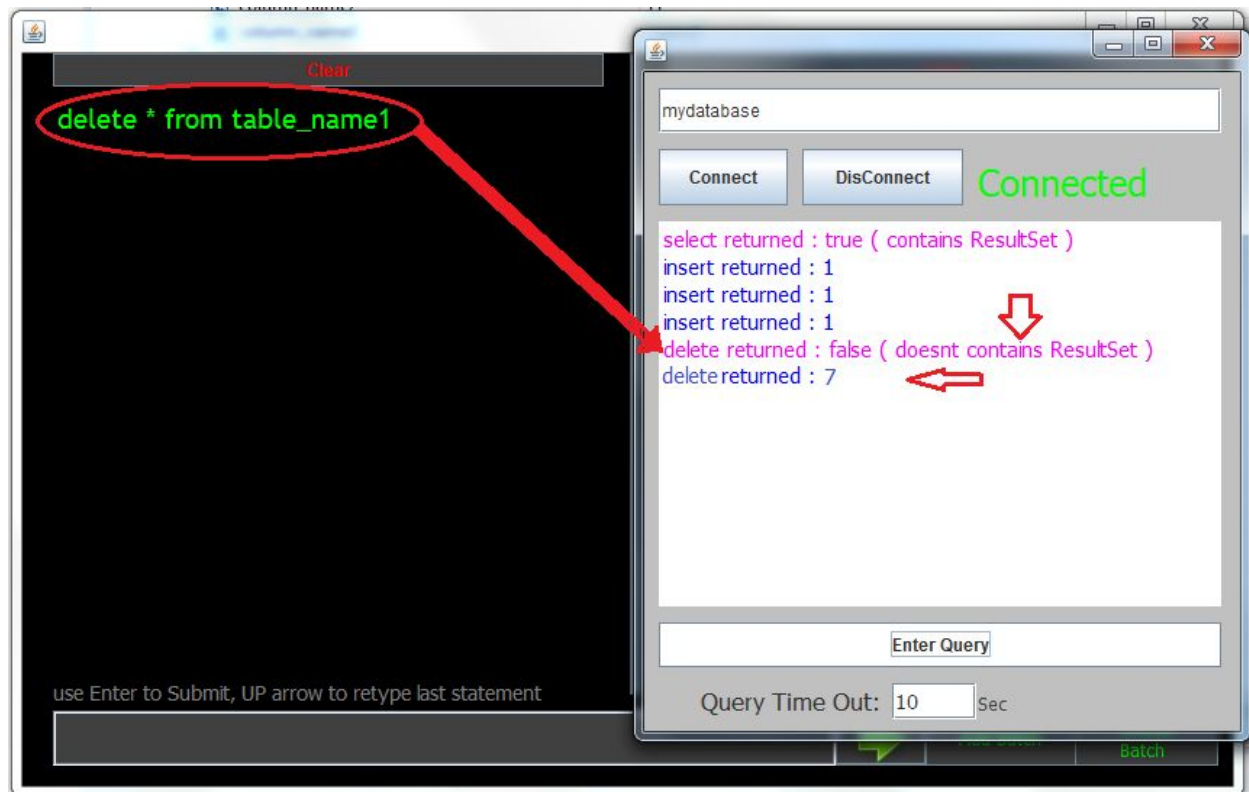 Clear
delete * from table_name1
use Enter to Submit, UP arrow to retype last statement
mydatabase
Connect
DisConnect
Connected
select returned : true ( contains ResultSet )
insert returned : 1
insert returned : 1
insert returned : 1
delete returned : false ( doesnt contains ResultSet )
delete returned : 7
Enter Query
Query Time Out: 10 Sec
Batch